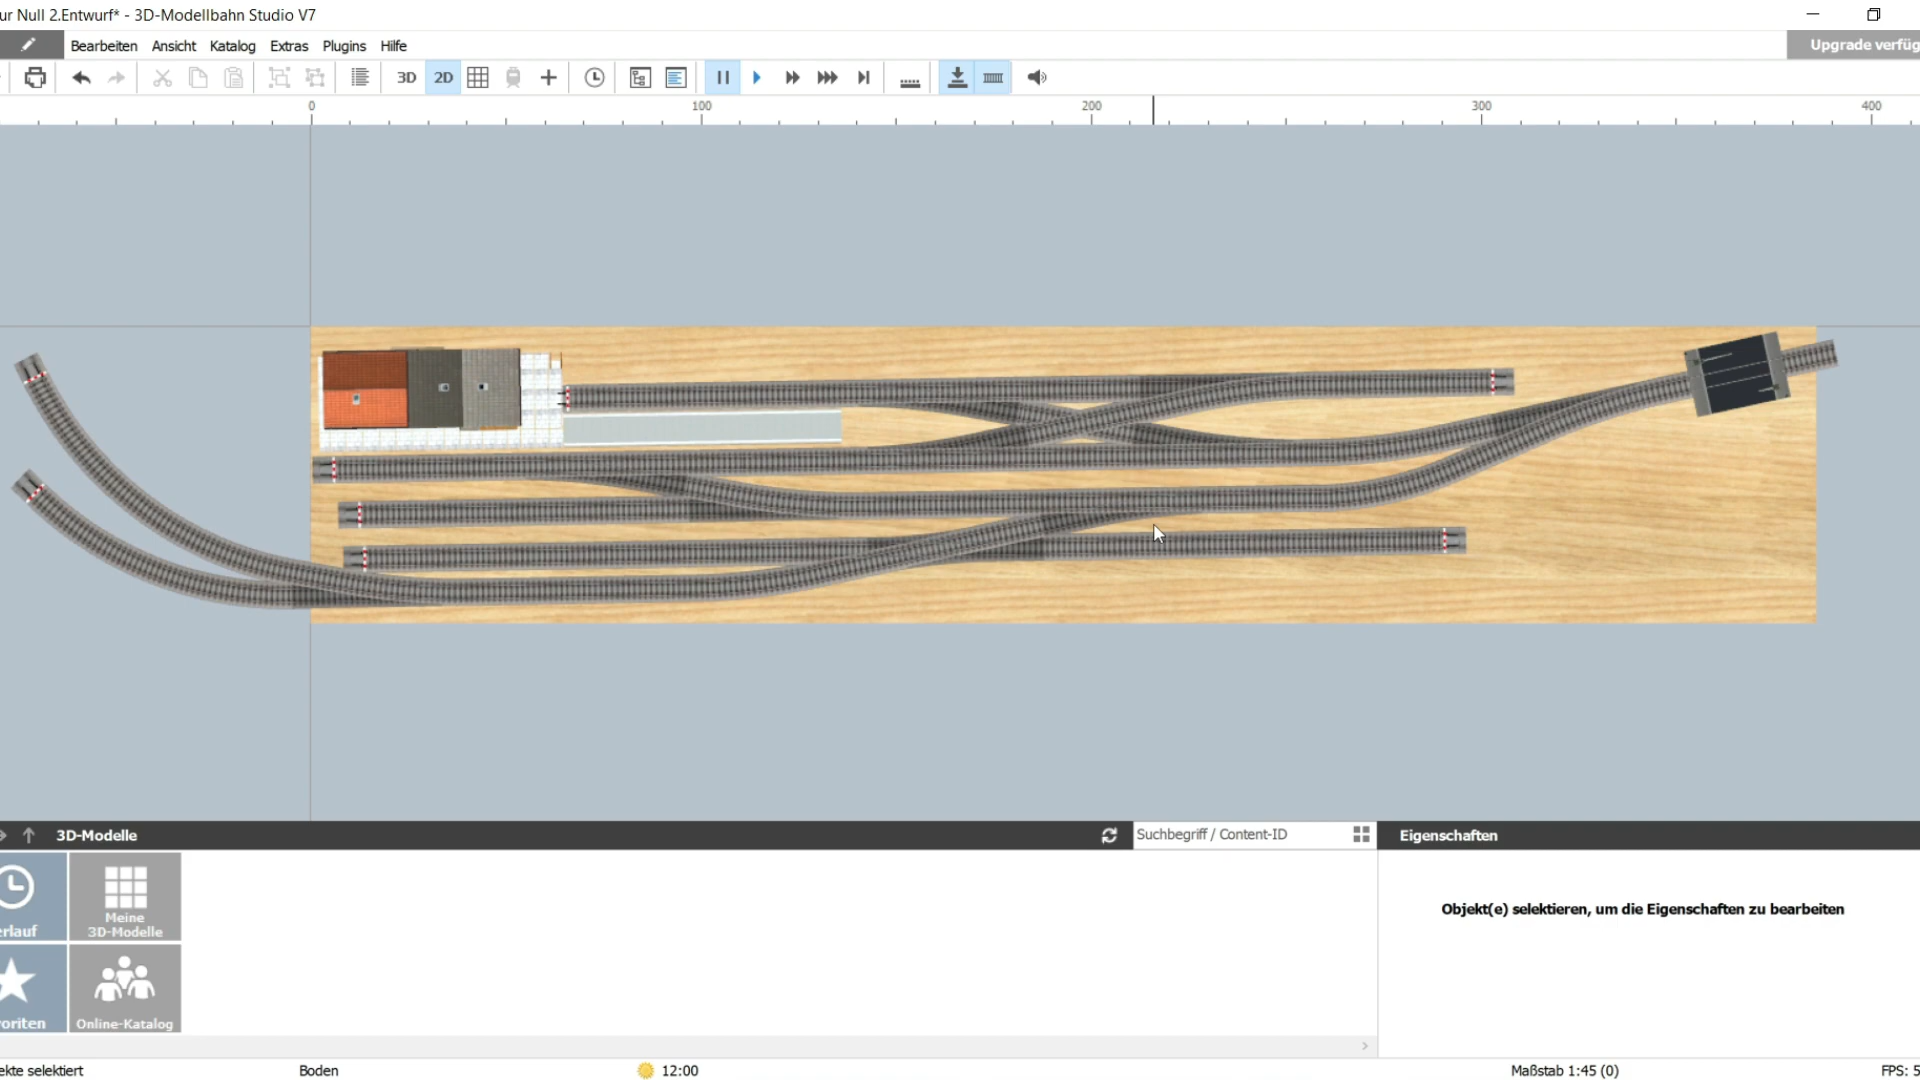 ur Null 2.Entwurf* - 3D-Modellbahn Studio V7
Bearbeiten Ansicht Katalog Extras Plugins Hilfe
Upgrade verfüg
3D 2D
0 100 200 300 400
3D-Modelle
Suchbegriff / Content-ID
Eigenschaften
erlauf
Meine
3D-Modelle
Objekt(e) selektieren, um die Eigenschaften zu bearbeiten
voriten
Online-Katalog
ekte selektiert
Boden
12:00
Maßstab 1:45 (0)
FPS: 5